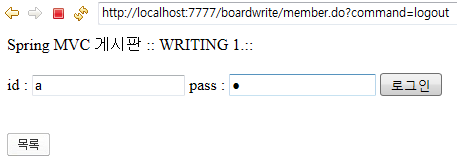 http://localhost:7777/boardwrite/member.do?command=logout
Spring MVC 게시판 :: WRITING 1.::
id : a pass : ● 로그인
목록